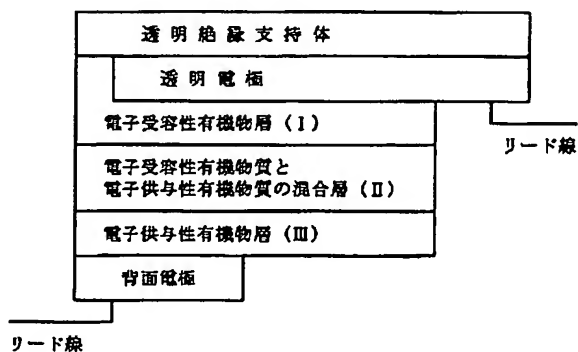 透明絶縁支持体
透明電極
電子受容性有機物層（I）
リード線
電子受容性有機物質と
電子供与性有機物質の混合層（II）
電子供与性有機物層（III）
背面電極
リード線